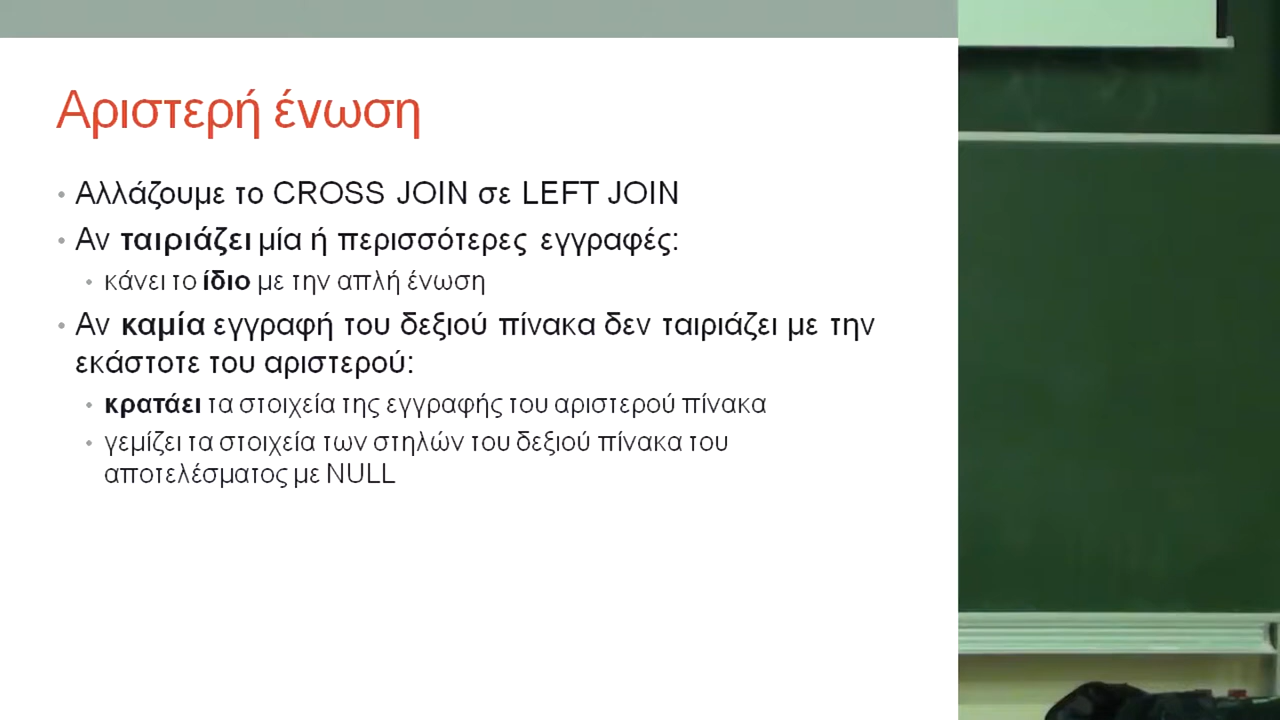 Αριστερή ένωση
• Αλλάζουμε το CROSS JOIN σε LEFT JOIN
• Αν ταιριάζει μία ή περισσότερες εγγραφές:
• κάνει το ίδιο με την απλή ένωση
• Αν καμία εγγραφή του δεξιού πίνακα δεν ταιριάζει με την
εκάστοτε του αριστερού:
• κρατάει τα στοιχεία της εγγραφής του αριστερού πίνακα
• γεμίζει τα στοιχεία των στηλών του δεξιού πίνακα του
αποτελέσματος με NULL